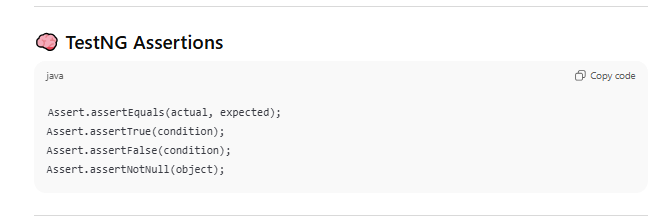 TestNG Assertions
java
Copy code
Assert.assertEquals(actual, expected);
Assert.assertTrue(condition);
Assert.assertFalse(condition);
Assert.assertNotNull(object);